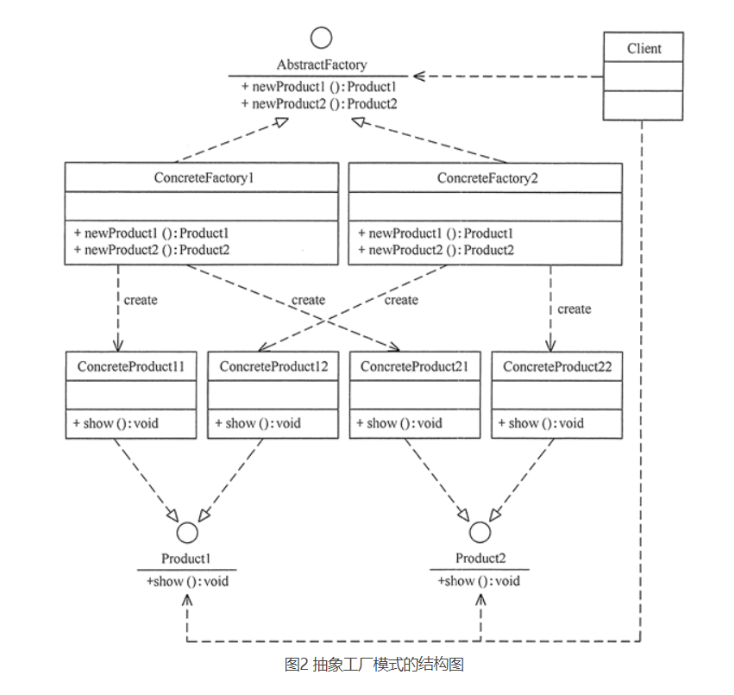 Client
AbstractFactory
+ newProduct1 (): Product1
+ newProduct2 (): Product2
ConcreteFactory1
ConcreteFactory2
+ newProduct1 (): Product1
+ newProduct2 (): Product2
+ newProduct1 (): Product1
+ newProduct2 (): Product2
create
create
create
create
ConcreteProduct11
ConcreteProduct12
ConcreteProduct21
ConcreteProduct22
+ show (): void
+ show (): void
+ show (): void
+ show (): void
Product1
Product2
+show (): void
+show (): void
图2 抽象工厂模式的结构图